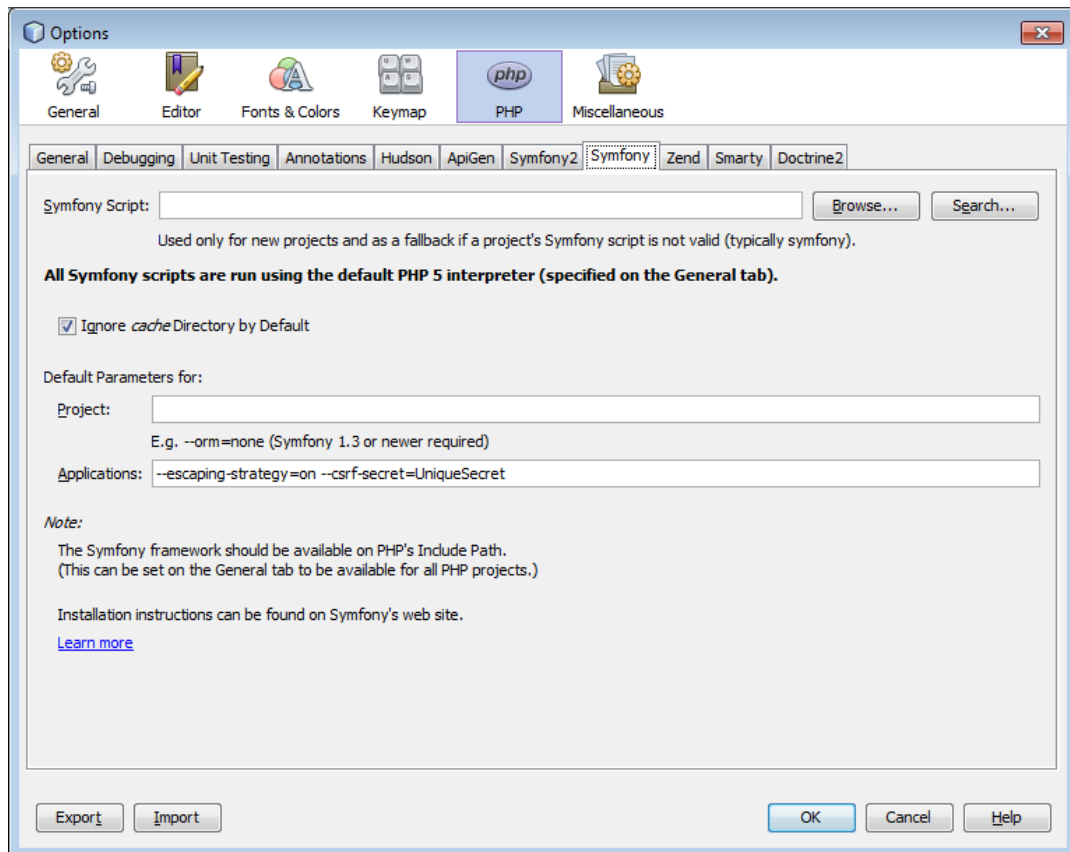 Options
php
General Editor Fonts & Colors Keymap PHP Miscellaneous
General Debugging Unit Testing Annotations Hudson ApiGen Symfony2 Symfony Zend Smarty Doctrine2
Symfony Script: Browse... Search...
Used only for new projects and as a fallback if a project's Symfony script is not valid (typically symfony).
All Symfony scripts are run using the default PHP 5 interpreter (specified on the General tab).
Ignore cache Directory by Default
Default Parameters for:
Project:
E.g. --orm=none (Symfony 1.3 or newer required)
Applications: --escaping-strategy=on --csrf-secret=UniqueSecret
Note:
The Symfony framework should be available on PHP's Include Path.
(This can be set on the General tab to be available for all PHP projects.)
Installation instructions can be found on Symfony's web site.
Learn more
Export Import OK Cancel Help